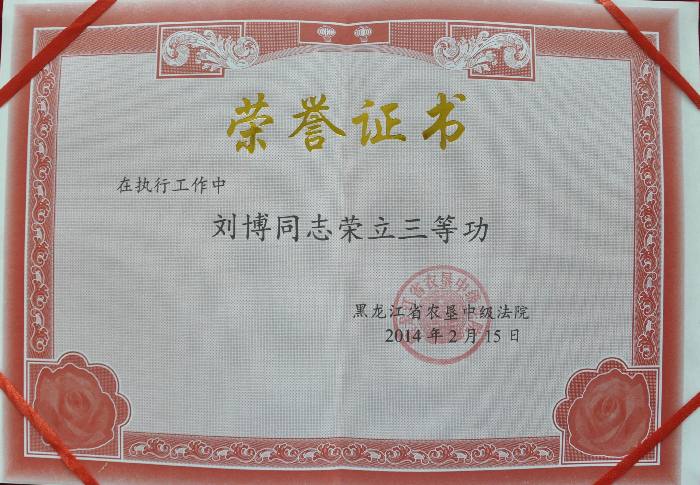 荣誉证书
在执行工作中
刘博同志荣立三等功
黑龙江省农垦中级法院
2014年2月15日